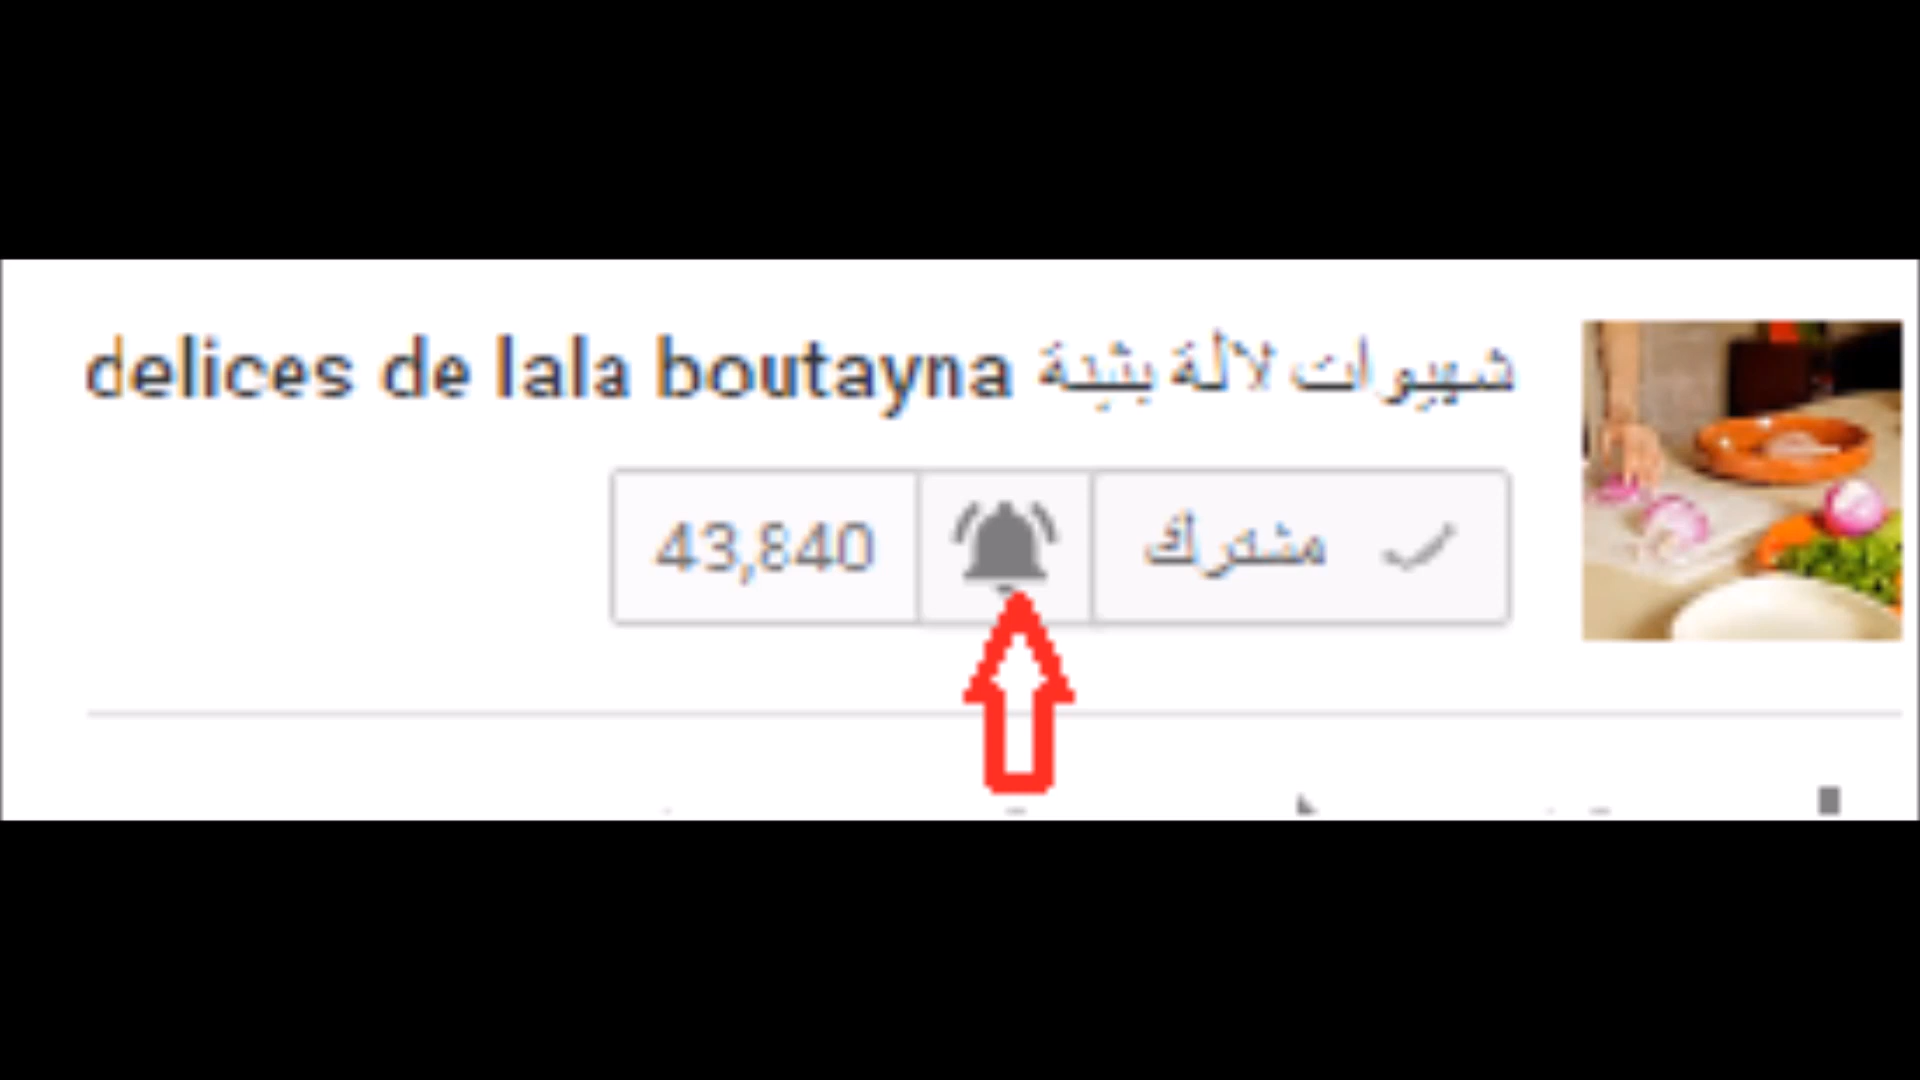 شهيوات لالة بثينة delices de lala boutayna
مشترك 43,840